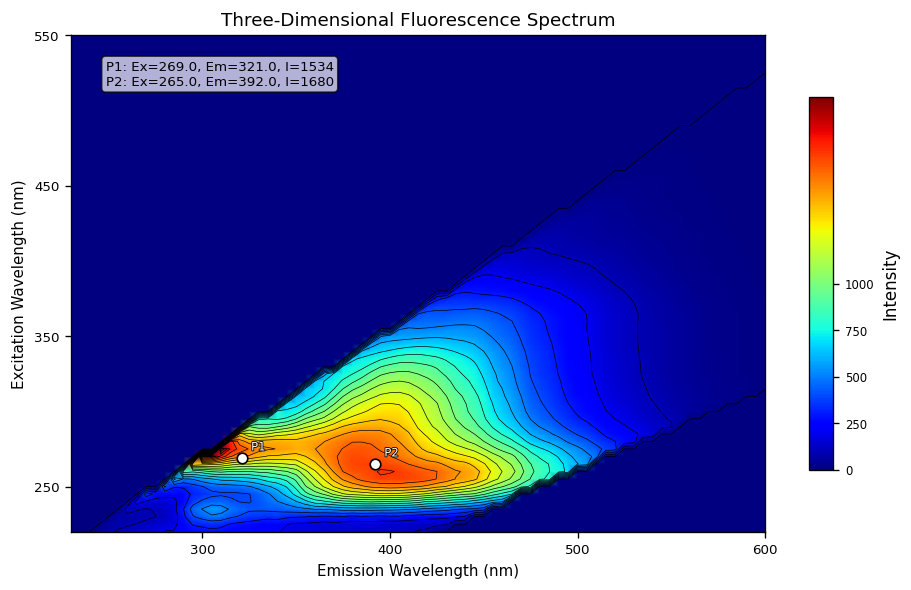 Three-Dimensional Fluorescence Spectrum
550
450
350
250
Excitation Wavelength (nm)
P1: Ex=269.0, Em=321.0, I=1534
P2: Ex=265.0, Em=392.0, I=1680
P1
P2
300
400
500
600
Emission Wavelength (nm)
1000
750
500
250
0
Intensity